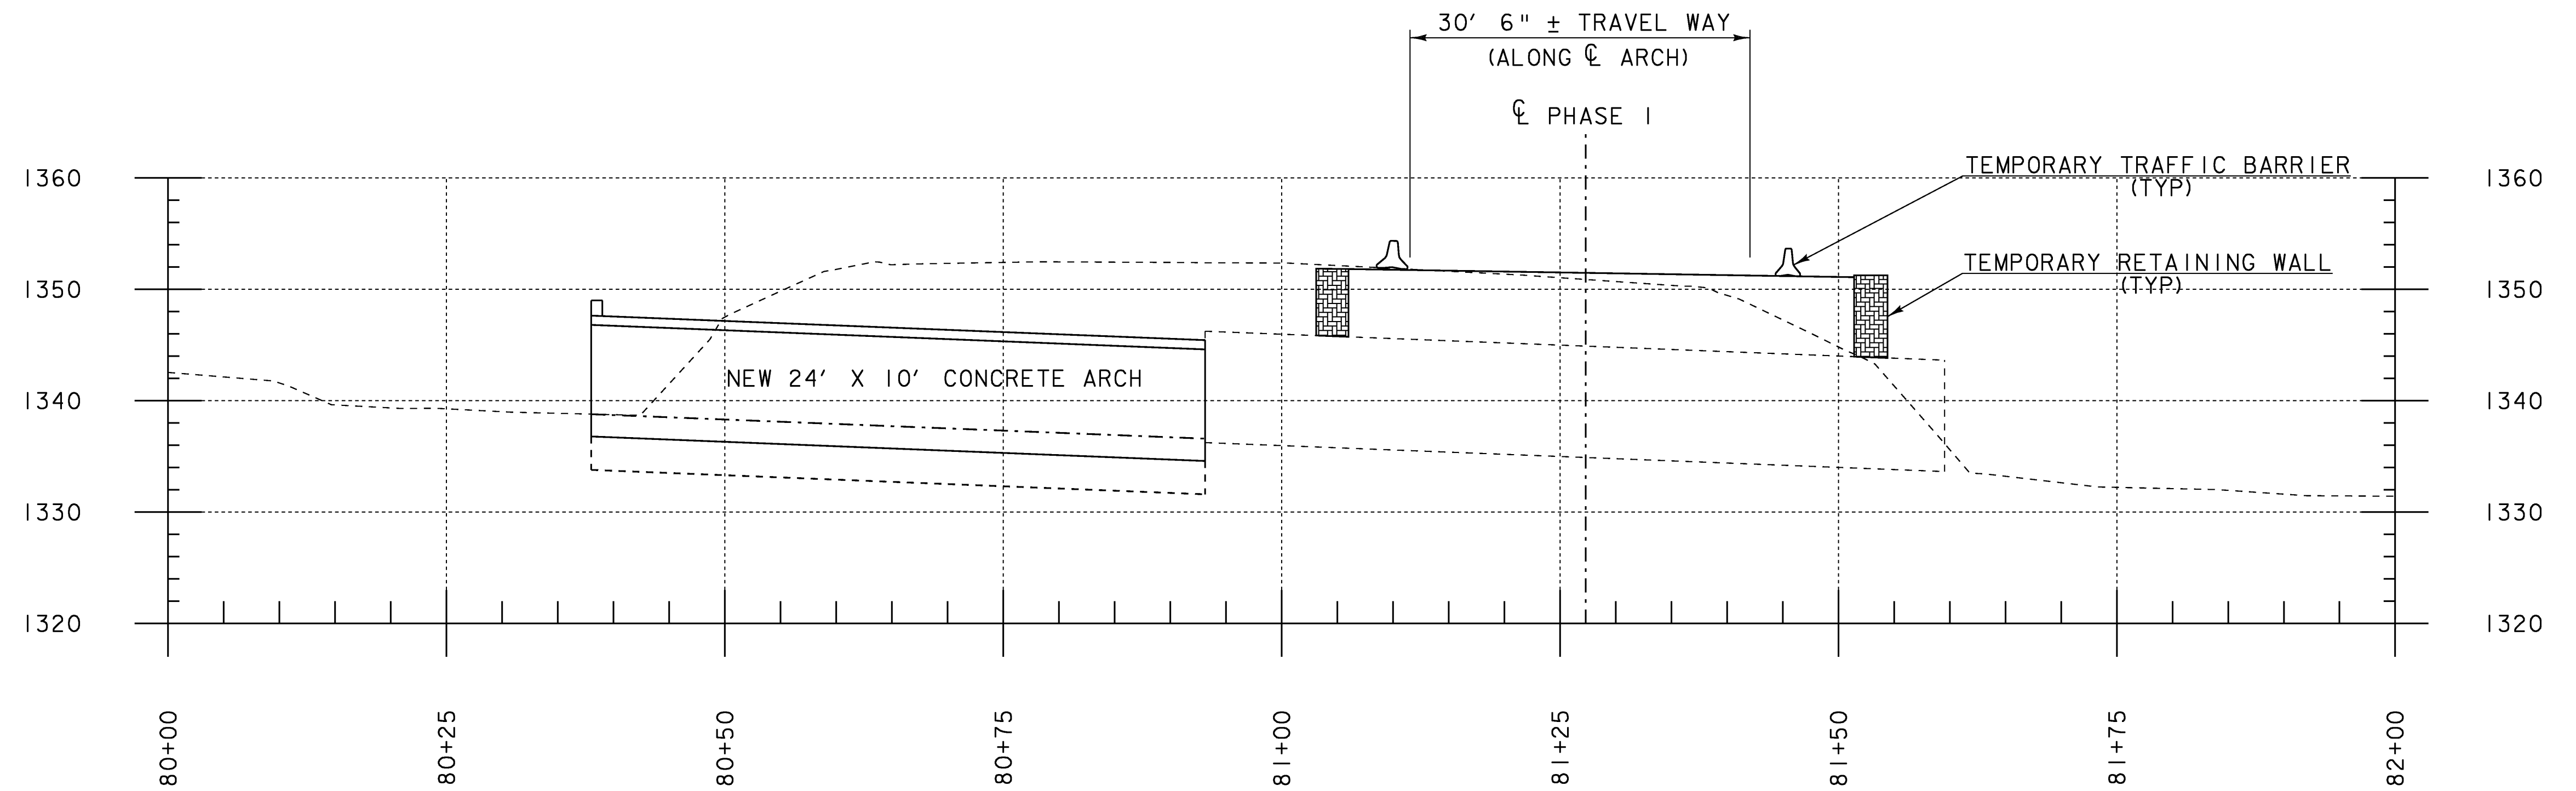 30' 6" ± TRAVEL WAY
(ALONG ℄ ARCH)
℄ PHASE 1
TEMPORARY TRAFFIC BARRIER
(TYP)
TEMPORARY RETAINING WALL
(TYP)
NEW 24' X 10' CONCRETE ARCH
1360 1360
1350 1350
1340 1340
1330 1330
1320 1320
80+00 80+25 80+50 80+75 81+00 81+25 81+50 81+75 82+00